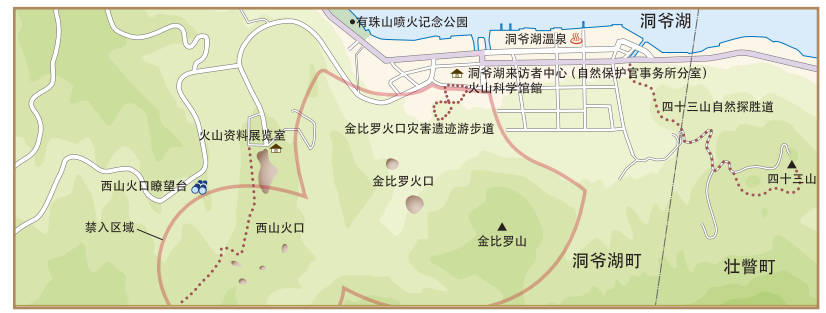 洞爷湖
有珠山喷火记念公园
洞爷湖温泉
洞爷湖来访者中心（自然保护官事务所分室）
火山科学馆館
四十三山自然探胜道
金比罗火口灾害遗迹游步道
火山资料展览室
西山火口瞭望台
金比罗火口
四十三山
禁入区域
西山火口
金比罗山
洞爷湖町
壮瞥町